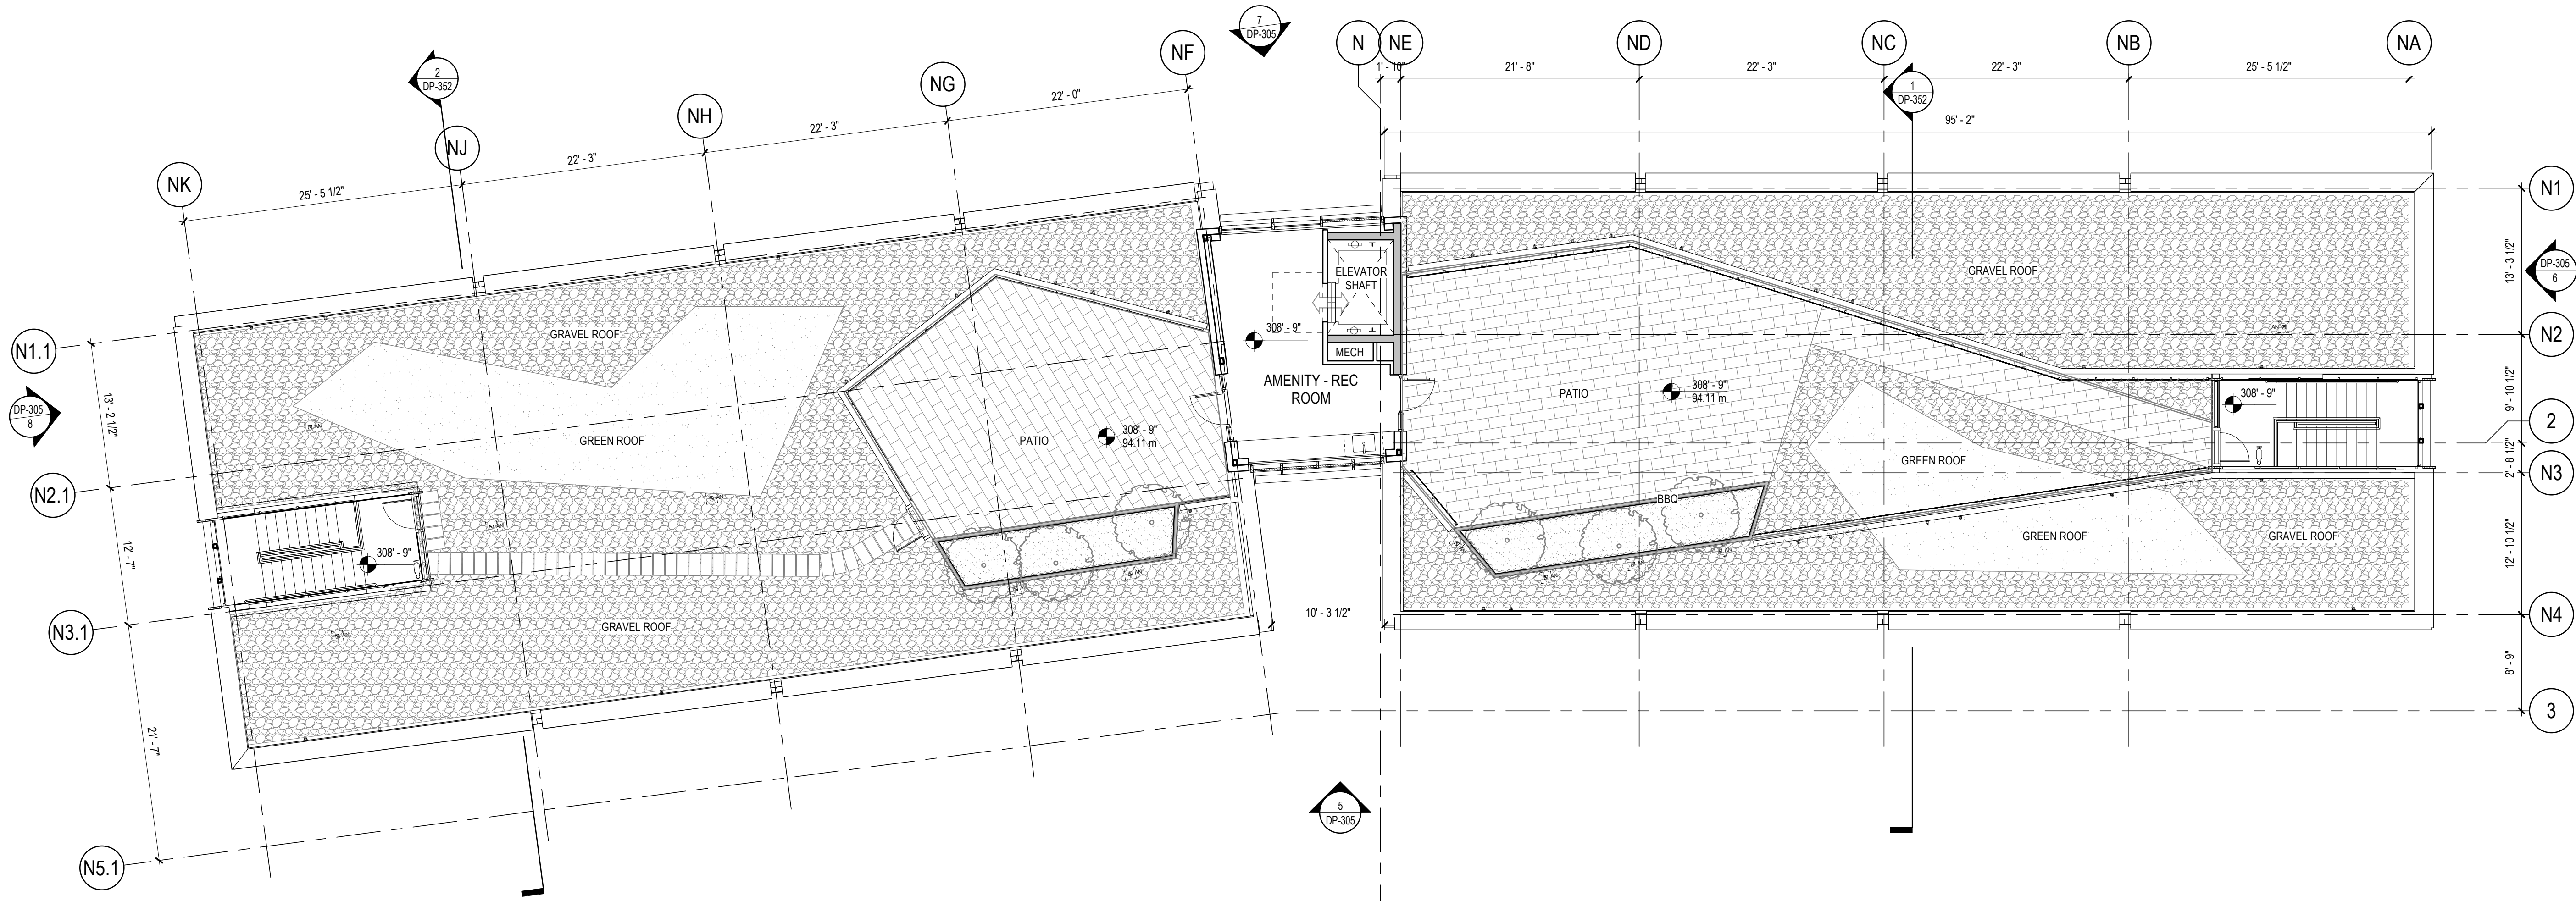 7
DP-305
N
NE
ND
NC
NB
NA
NF
NG
NH
NJ
NK
2
DP-352
1
DP-352
1' - 10"
21' - 8"
22' - 3"
22' - 3"
25' - 5 1/2"
95' - 2"
22' - 0"
22' - 3"
22' - 3"
25' - 5 1/2"
N1
13' - 3 1/2"
DP-305
6
N2
9' - 10 1/2"
2
2' - 8 1/2"
N3
12' - 10 1/2"
N4
8' - 9"
3
N1.1
DP-305
8
13' - 2 1/2"
N2.1
12' - 7"
N3.1
21' - 7"
N5.1
GRAVEL ROOF
GREEN ROOF
PATIO
308' - 9"
94.11 m
308' - 9"
GRAVEL ROOF
ELEVATOR
SHAFT
308' - 9"
MECH
AMENITY - REC
ROOM
10' - 3 1/2"
GRAVEL ROOF
PATIO
308' - 9"
94.11 m
308' - 9"
GREEN ROOF
BBQ
GREEN ROOF
GRAVEL ROOF
5
DP-305